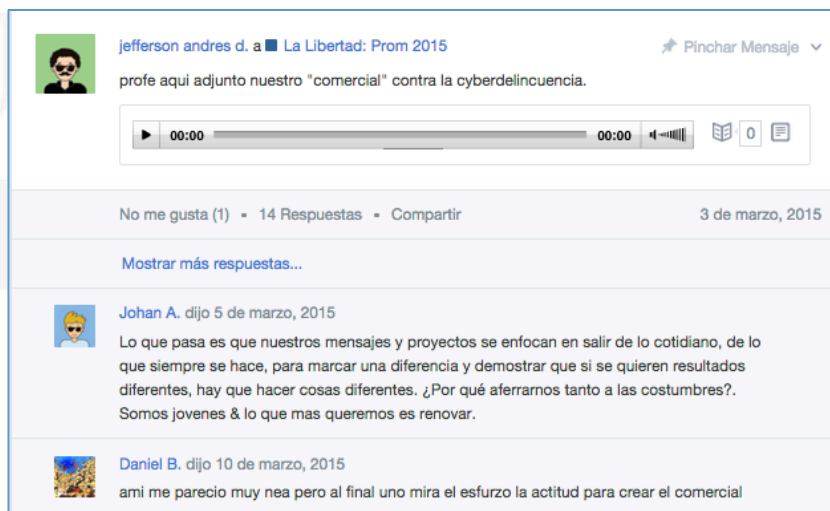 jefferson andres d. a La Libertad: Prom 2015
Pinchar Mensaje
profe aqui adjunto nuestro "comercial" contra la cyberdelincuencia.
00:00 00:00 0
No me gusta (1) 14 Respuestas Compartir 3 de marzo, 2015
Mostrar más respuestas...
Johan A. dijo 5 de marzo, 2015
Lo que pasa es que nuestros mensajes y proyectos se enfocan en salir de lo cotidiano, de lo
que siempre se hace, para marcar una diferencia y demostrar que si se quieren resultados
diferentes, hay que hacer cosas diferentes. ¿Por qué aferrarnos tanto a las costumbres?.
Somos jovenes & lo que mas queremos es renovar.
Daniel B. dijo 10 de marzo, 2015
ami me parecio muy nea pero al final uno mira el esfurzo la actitud para crear el comercial